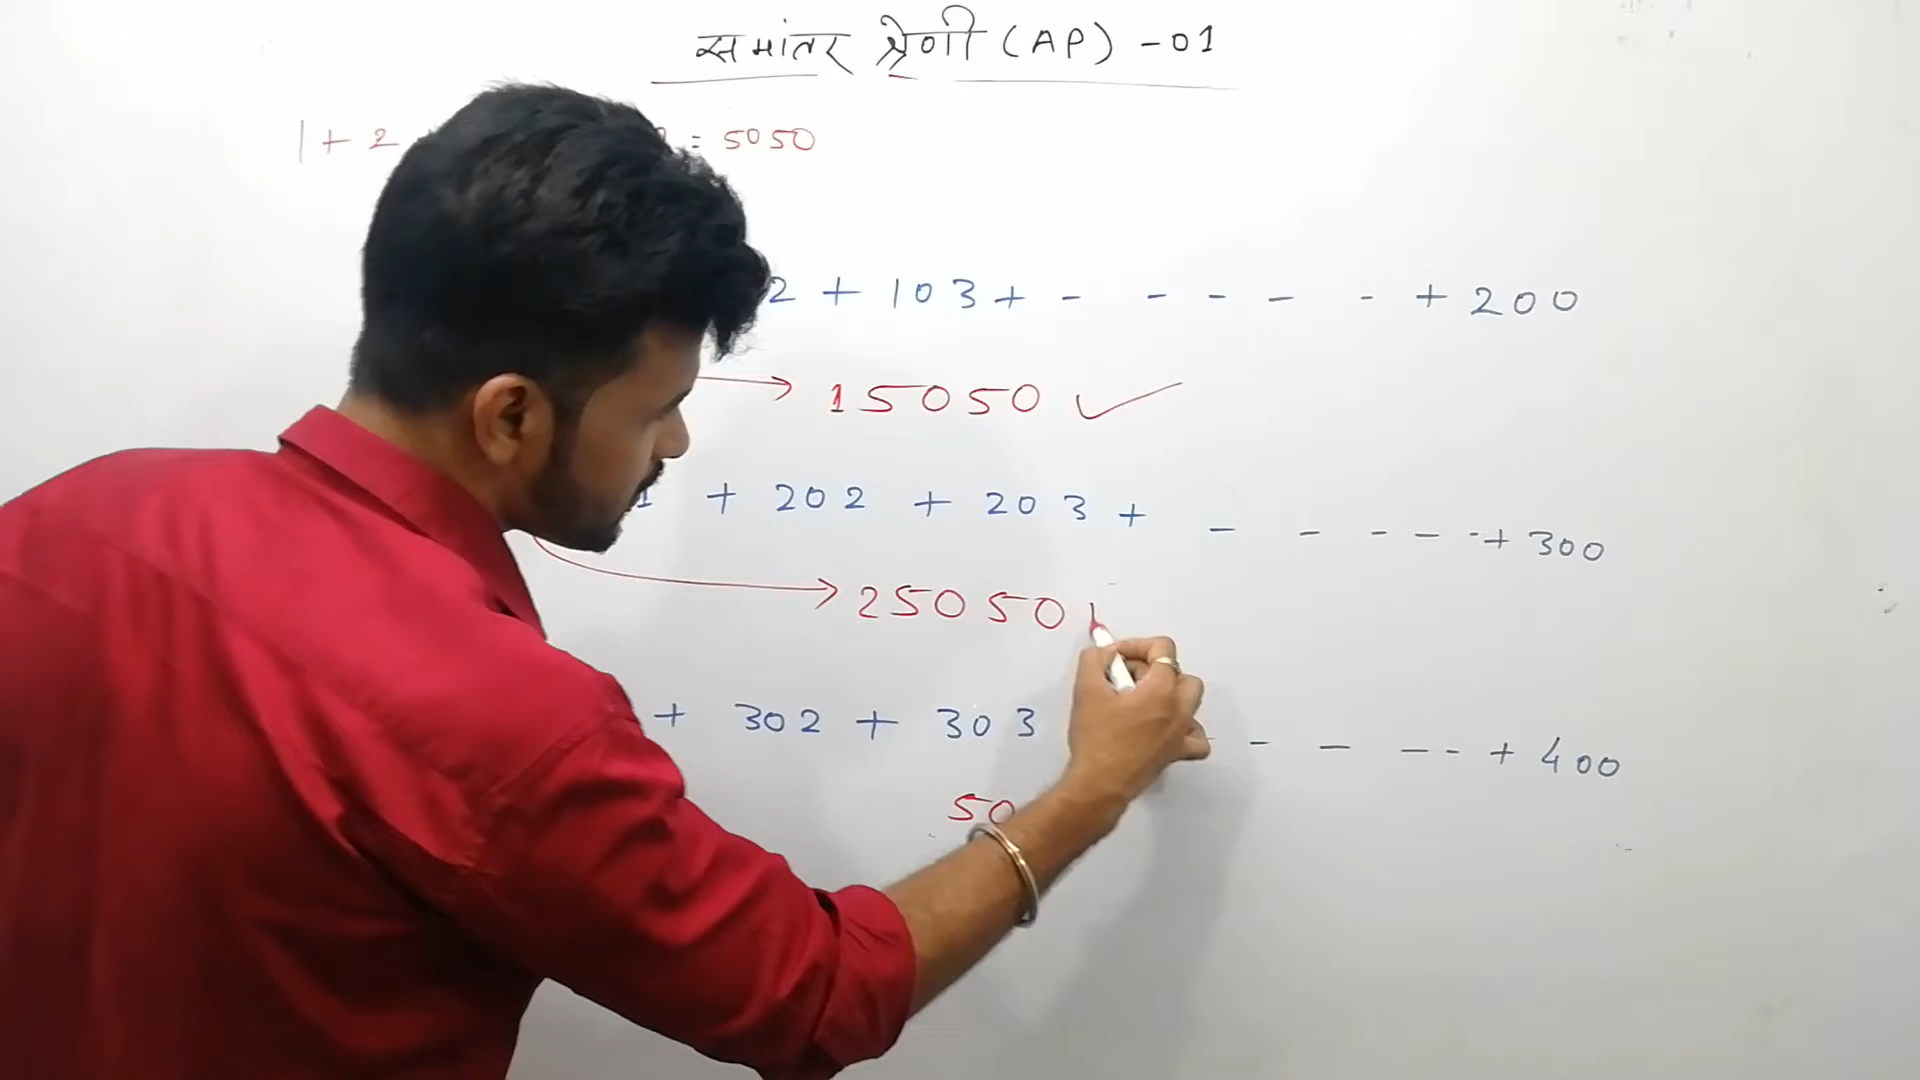 समांतर श्रेणी (AP) -01
1 + 2 = 5050
2 + 103 + - - - - - + 200
15050 ✓
1 + 202 + 203 + - - - - - + 300
25050
+ 302 + 303 - - - - + 400
50